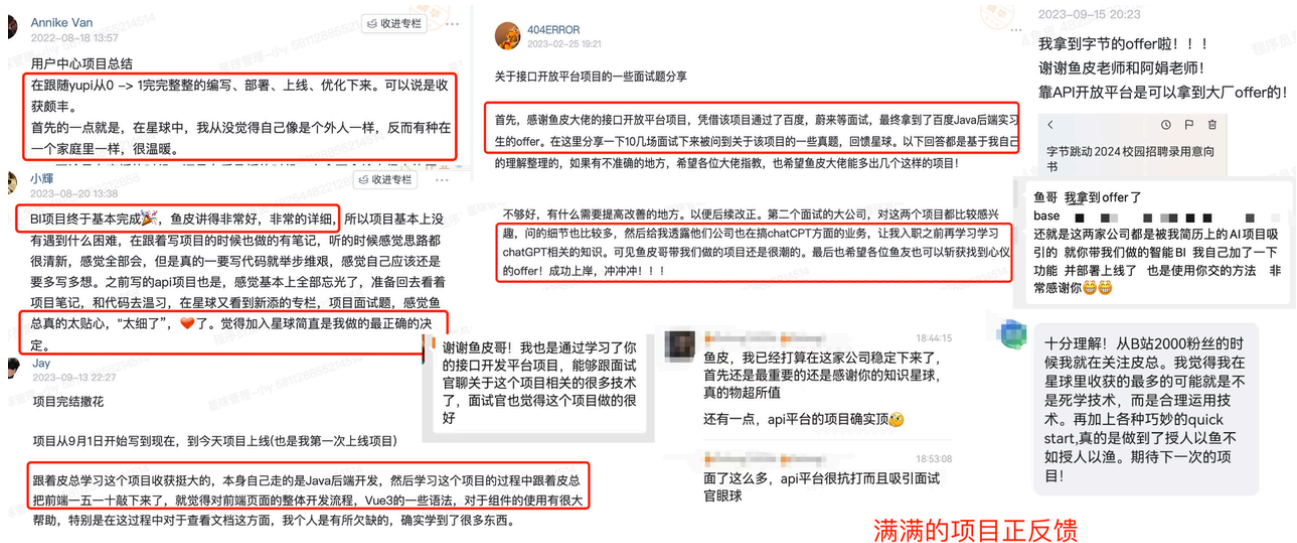 Annike Van
2022-08-18 13:57
收进专栏
用户中心项目总结
在跟随yupi从0 -> 1完完整整的编写、部署、上线、优化下来。可以说是收
获颇丰。
首先的一点就是，在星球中，我从没觉得自己像是个外人一样，反而有种在
一个家庭里一样，很温暖。
小輝
2023-08-20 13:38
收进专栏
BI项目终于基本完成🎉，鱼皮讲得非常好，非常的详细，所以项目基本上没
有遇到什么困难，在跟着写项目的时候也做的有笔记，听的时候感觉思路都
很清晰，感觉全部会，但是真的一要写代码就举步维艰，感觉自己应该还是
要多写多想。之前写的api项目也是，感觉基本上全部忘光了，准备回去看着
项目笔记，和代码去温习，在星球又看到新添的专栏，项目面试题，感觉鱼
总真的太贴心，“太细了”，❤️了。觉得加入星球简直是我做的最正确的决
定。
Jay
2023-09-13 22:27
项目完结撒花
项目从9月1日开始写到现在，到今天项目上线(也是我第一次上线项目)
跟着皮总学习这个项目收获挺大的，本身自己走的是Java后端开发，然后学习这个项目的过程中跟着皮总
把前端一五一十敲下来了，就觉得对前端页面的整体开发流程，Vue3的一些语法，对于组件的使用有很大
帮助，特别是在这过程中对于查看文档这方面，我个人是有所欠缺的，确实学到了很多东西。
404ERROR
2023-02-25 19:21
关于接口开放平台项目的一些面试题分享
首先，感谢鱼皮大佬的接口开放平台项目，凭借该项目通过了百度，蔚来等面试，最终拿到了百度Java后端实习
生的offer。在这里分享一下10几场面试下来被问到关于该项目的一些真题，回馈星球。以下回答都是基于我自己
的理解整理的，如果有不准确的地方，希望各位大佬指教，也希望鱼皮大佬能多出几个这样的项目！
不够好，有什么需要提高改善的地方。以便后续改正。第二个面试的大公司，对这两个项目都比较感兴
趣，问的细节也比较多，然后给我透露他们公司也在搞chatCPT方面的业务，让我入职之前再学习学习
chatGPT相关的知识。可见鱼皮哥带我们做的项目还是很潮的。最后也希望各位鱼友也可以斩获找到心仪
的offer！成功上岸，冲冲冲！！！
谢谢鱼皮哥！我也是通过学习了你
的接口开发平台项目，能够跟面试
官聊关于这个项目相关的很多技术
了，面试官也觉得这个项目做的很
好
18:44:15
鱼皮，我已经打算在这家公司稳定下来了，
首先还是最重要的还是感谢你的知识星球，
真的物超所值
还有一点，api平台的项目确实顶🧐
18:53:08
面了这么多，api平台很抗打而且吸引面试
官眼球
2023-09-15 20:23
我拿到字节的offer啦！！！
谢谢鱼皮老师和阿娟老师！
靠API开放平台是可以拿到大厂offer的！
字节跳动 2024 校园招聘录用意向
书
鱼哥 我拿到offer了
base
还就是这两家公司都是被我简历上的AI项目吸
引的 就你带我们做的智能BI 我自己加了一下
功能 并部署上线了 也是使用你交的方法 非
常感谢你😁😁
十分理解！从B站2000粉丝的时
候我就在关注皮总。我觉得我在
星球里收获的最多的可能就是不
是死学技术，而是合理运用技
术。再加上各种巧妙的quick
start,真的是做到了授人以鱼不
如授人以渔。期待下一次的项
目！
满满的项目正反馈